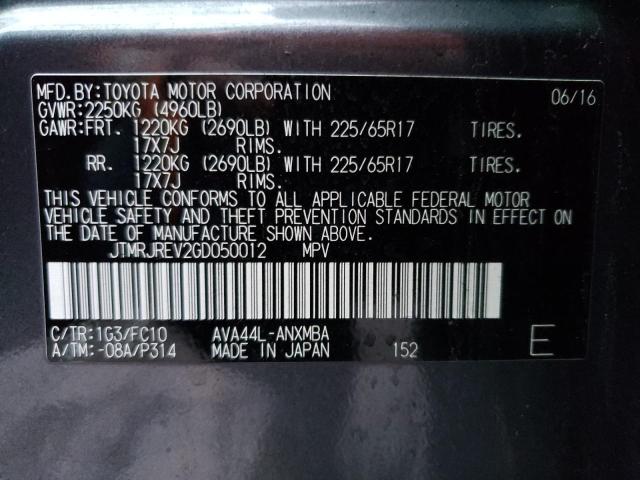 MFD.BY:TOYOTA MOTOR CORPORATION 06/16
GVWR:2250KG (4960LB)
GAWR:FRT. 1220KG (2690LB) WITH 225/65R17 TIRES.
17X7J RIMS.
RR. 1220KG (2690LB) WITH 225/65R17 TIRES.
17X7J RIMS.
THIS VEHICLE CONFORMS TO ALL APPLICABLE FEDERAL MOTOR
VEHICLE SAFETY AND THEFT PREVENTION STANDARDS IN EFFECT ON
THE DATE OF MANUFACTURE SHOWN ABOVE.
JTMRJREV2GD050012 MPV
C/TR:1G3/FC10 AVA44L-ANXMBA
A/TM:-08A/P314 MADE IN JAPAN 152 E